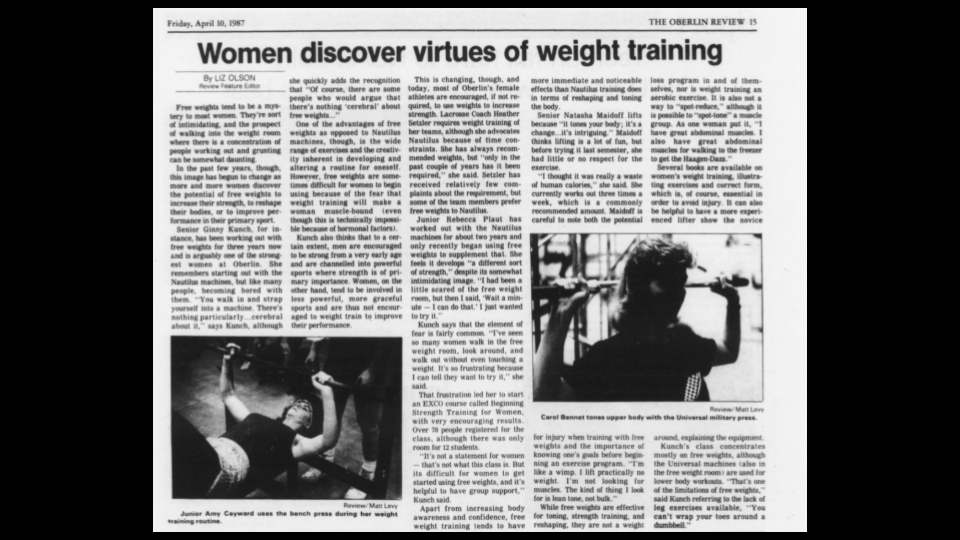 Friday, April 10, 1987
THE OBERLIN REVIEW 15
Women discover virtues of weight training
By LIZ OLSON
Review Feature Editor
Free weights tend to be a mys-
tery to most women. They're sort
of intimidating, and the prospect
of walking into the weight room
where there is a concentration of
people working out and grunting
can be somewhat daunting.
In the past few years, though,
this image has begun to change as
more and more women discover
the potential of free weights to
increase their strength, to reshape
their bodies, or to improve per-
formance in their primary sport.
Senior Ginny Kunch, for in-
stance, has been working out with
free weights for three years now
and is arguably one of the strong-
est women at Oberlin. She
remembers starting out with the
Nautilus machines, but like many
people, becoming bored with
them. "You walk in and strap
yourself into a machine. There's
nothing particularly...cerebral
about it," says Kunch, although
she quickly adds the recognition
that "Of course, there are some
people who would argue that
there's nothing 'cerebral' about
free weights..."
One of the advantages of free
weights as opposed to Nautilus
machines, though, is the wide
range of exercises and the creativ-
ity inherent in developing and
altering a routine for oneself.
However, free weights are some-
times difficult for women to begin
using because of the fear that
weight training will make a
woman muscle-bound (even
though this is technically impossi-
ble because of hormonal factors).
Kunch also thinks that to a cer-
tain extent, men are encouraged
to be strong from a very early age
and are channelled into powerful
sports where strength is of pri-
mary importance. Women, on the
other hand, tend to be involved in
less powerful, more graceful
sports and are thus not encour-
aged to weight train to improve
their performance.
Review/Matt Levy
Junior Amy Cayward uses the bench press during her weight
training routine.
This is changing, though, and
today, most of Oberlin's female
athletes are encouraged, if not re-
quired, to use weights to increase
strength. Lacrosse Coach Heather
Setzler requires weight training of
her teams, although she advocates
Nautilus because of time con-
straints. She has always recom-
mended weights, but "only in the
past couple of years has it been
required," she said. Setzler has
received relatively few com-
plaints about the requirement, but
some of the team members prefer
free weights to Nautilus.
Junior Rebecca Plaut has
worked out with the Nautilus
machines for about two years and
only recently began using free
weights to supplement that. She
feels it develops "a different sort
of strength," despite its somewhat
intimidating image. "I had been a
little scared of the free weight
room, but then I said, 'Wait a min-
ute — I can do that.' I just wanted
to try it."
Kunch says that the element of
fear is fairly common. "I've seen
so many women walk in the free
weight room, look around, and
walk out without even touching a
weight. It's so frustrating because
I can tell they want to try it," she
said.
That frustration led her to start
an EXCO course called Beginning
Strength Training for Women,
with very encouraging results.
Over 70 people registered for the
class, although there was only
room for 12 students.
"It's not a statement for women
— that's not what this class is. But
its difficult for women to get
started using free weights, and it's
helpful to have group support,"
Kunch said.
Apart from increasing body
awareness and confidence, free
weight training tends to have
more immediate and noticeable
effects than Nautilus training does
in terms of reshaping and toning
the body.
Senior Natasha Maidoff lifts
because "it tones your body; it's a
change...it's intriguing." Maidoff
thinks lifting is a lot of fun, but
before trying it last semester, she
had little or no respect for the
exercise.
"I thought it was really a waste
of human calories," she said. She
currently works out three times a
week, which is a commonly
recommended amount. Maidoff is
careful to note both the potential
for injury when training with free
weights and the importance of
knowing one's goals before begin-
ning an exercise program. "I'm
like a wimp. I lift practically no
weight. I'm not looking for
muscles. The kind of thing I look
for is lean tone, not bulk."
While free weights are effective
for toning, strength training, and
reshaping, they are not a weight
loss program in and of them-
selves, nor is weight training an
aerobic exercise. It is also not a
way to "spot-reduce," although it
is possible to "spot-tone" a muscle
group. As one woman put it, "I
have great abdominal muscles. I
also have great abdominal
muscles for walking to the freezer
to get the Haagen-Dazs."
Several books are available on
women's weight training, illustra-
ting exercises and correct form,
which is, of course, essential in
order to avoid injury. It can also
be helpful to have a more experi-
enced lifter show the novice
Review/Matt Levy
Carol Bennet tones upper body with the Universal military press.
around, explaining the equipment.
Kunch's class concentrates
mostly on free weights, although
the Universal machines (also in
the free weight room) are used for
lower body workouts. "That's one
of the limitations of free weights,"
said Kunch referring to the lack of
leg exercises available, "You
can't wrap your toes around a
dumbbell."